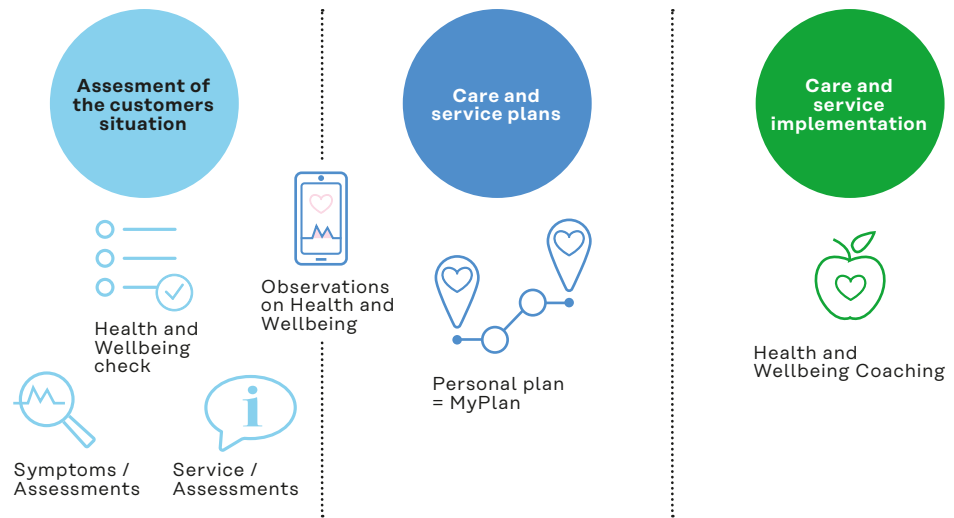 Assesment of
the customers
situation
Care and
service plans
Care and
service
implementation
Observations
on Health and
Wellbeing
Health and
Wellbeing
check
Personal plan
= MyPlan
Health and
Wellbeing Coaching
i
Symptoms /
Assessments
Service /
Assessments